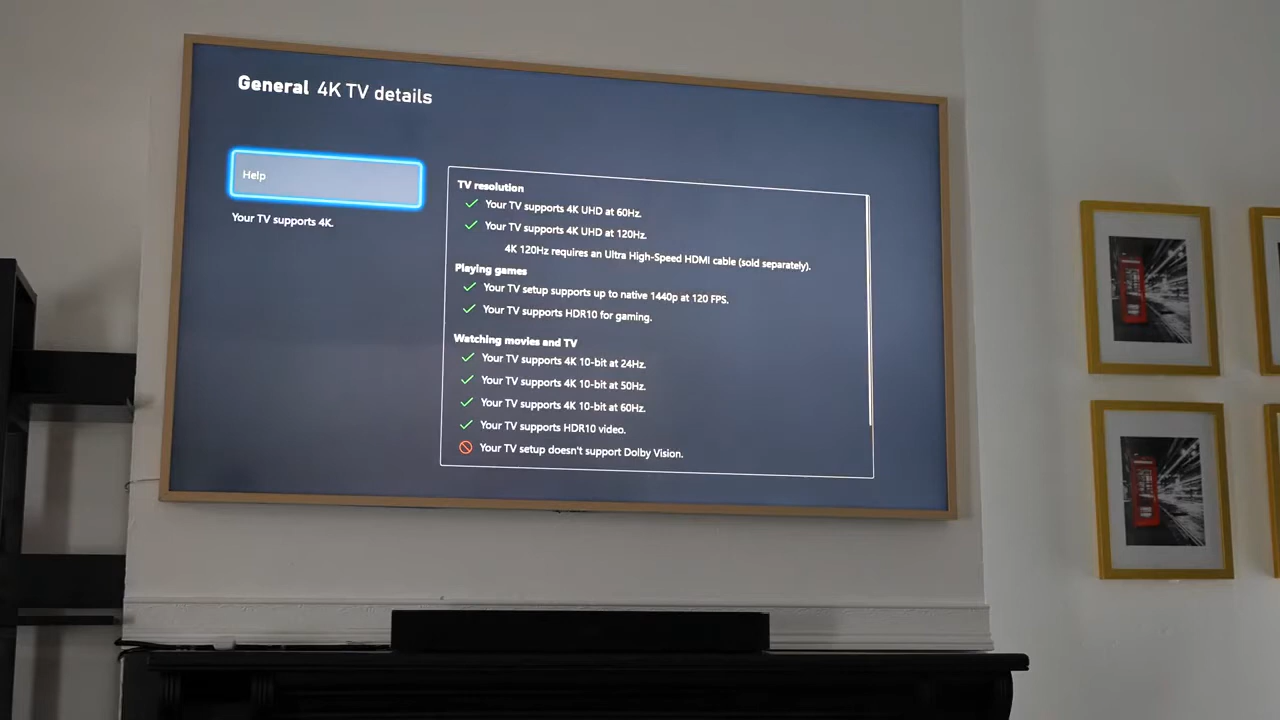 General 4K TV details
Help
Your TV supports 4K.
TV resolution
Your TV supports 4K UHD at 60Hz.
Your TV supports 4K UHD at 120Hz.
4K 120Hz requires an Ultra High-Speed HDMI cable (sold separately).
Playing games
Your TV setup supports up to native 1440p at 120 FPS.
Your TV supports HDR10 for gaming.
Watching movies and TV
Your TV supports 4K 10-bit at 24Hz.
Your TV supports 4K 10-bit at 50Hz.
Your TV supports 4K 10-bit at 60Hz.
Your TV supports HDR10 video.
Your TV setup doesn't support Dolby Vision.